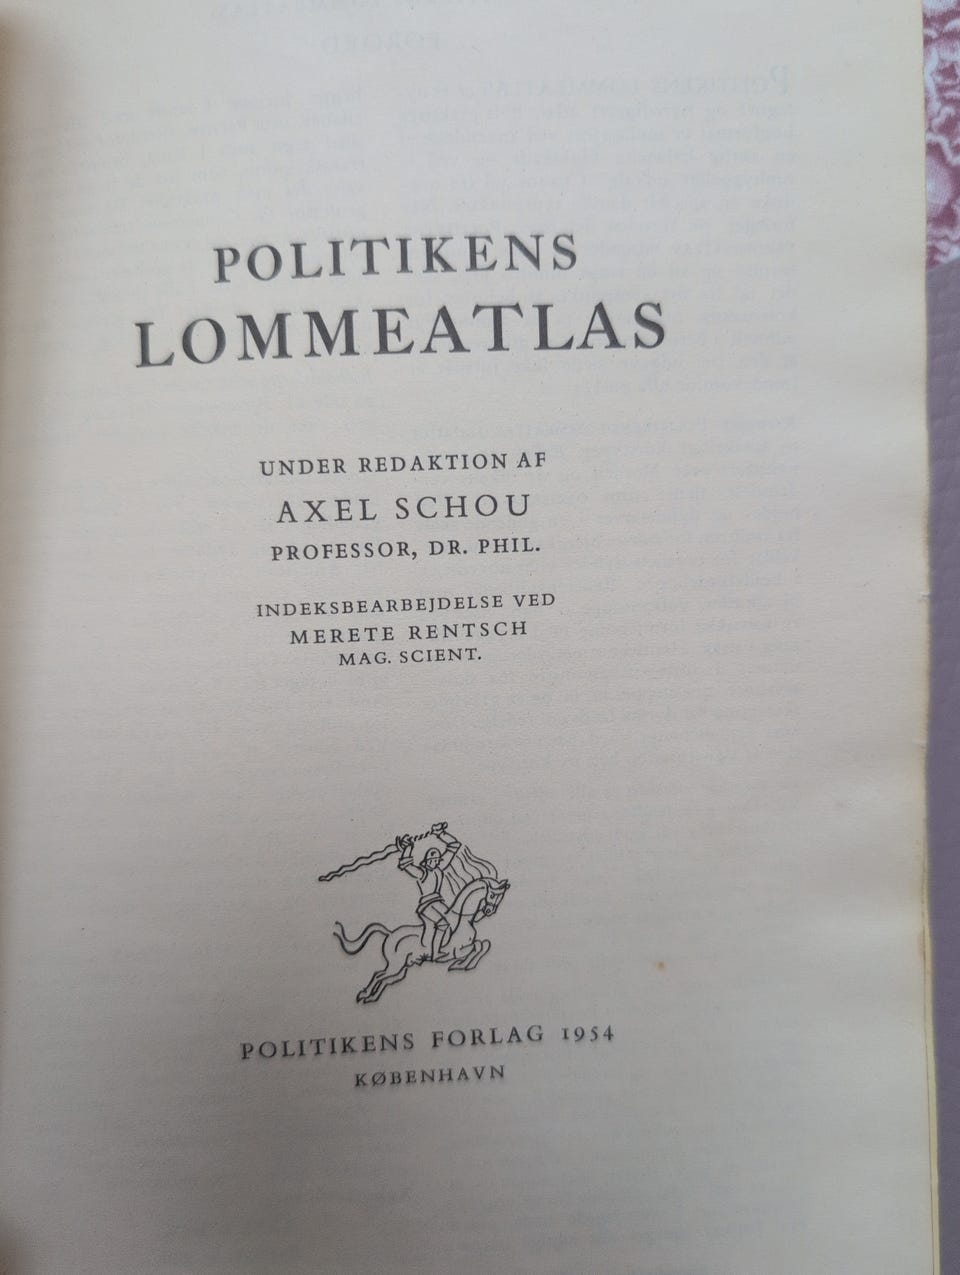 POLITIKENS
LOMMEATLAS
UNDER REDAKTION AF
AXEL SCHOU
PROFESSOR, DR. PHIL.
INDEKSBEARBEJDELSE VED
MERETE RENTSCH
MAG. SCIENT.
POLITIKENS FORLAG 1954
KØBENHAVN